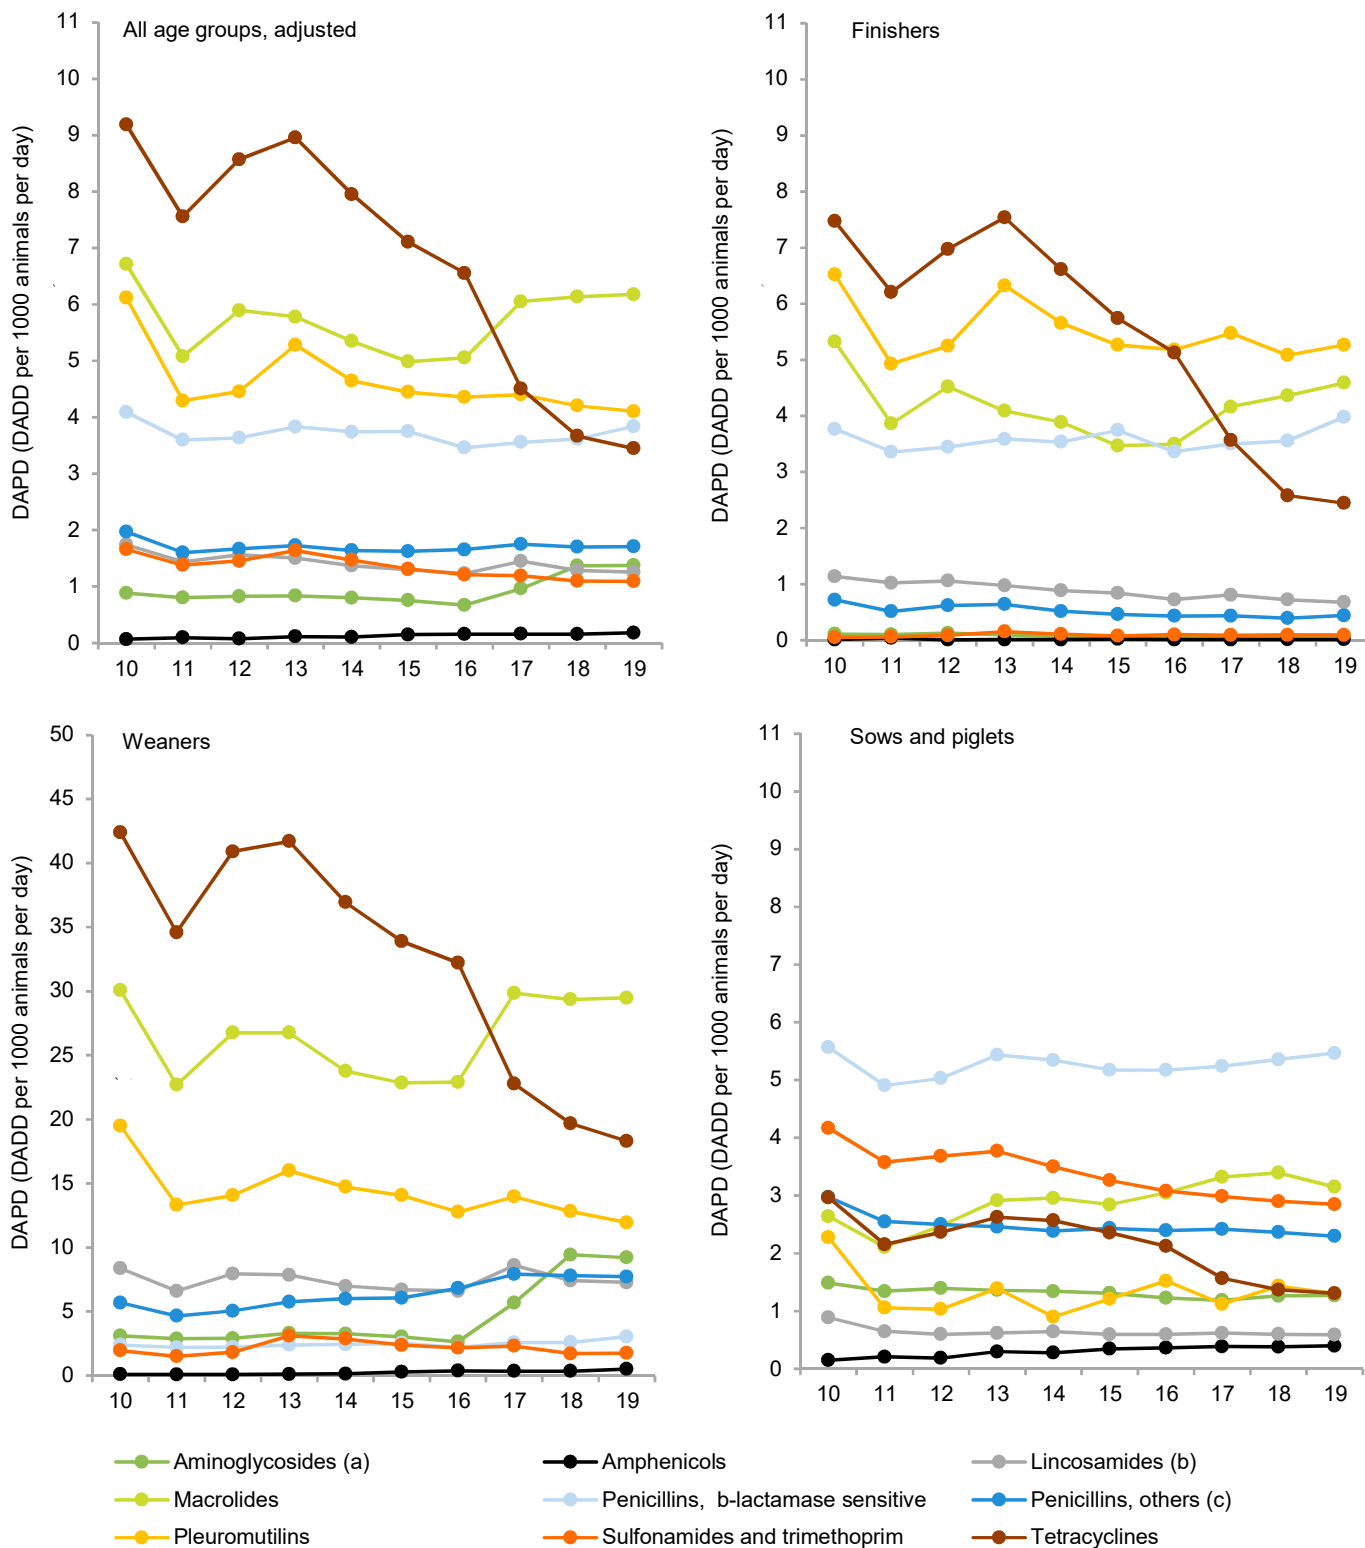 All age groups, adjusted
DAPD (DADD per 1000 animals per day)
11
10
9
8
7
6
5
4
3
2
1
0
10 11 12 13 14 15 16 17 18 19
Finishers
DAPD (DADD per 1000 animals per day)
11
10
9
8
7
6
5
4
3
2
1
0
10 11 12 13 14 15 16 17 18 19
Weaners
DAPD (DADD per 1000 animals per day)
50
45
40
35
30
25
20
15
10
5
0
10 11 12 13 14 15 16 17 18 19
Sows and piglets
DAPD (DADD per 1000 animals per day)
11
10
9
8
7
6
5
4
3
2
1
0
10 11 12 13 14 15 16 17 18 19
Aminoglycosides (a)
Amphenicols
Lincosamides (b)
Macrolides
Penicillins, b-lactamase sensitive
Penicillins, others (c)
Pleuromutilins
Sulfonamides and trimethoprim
Tetracyclines